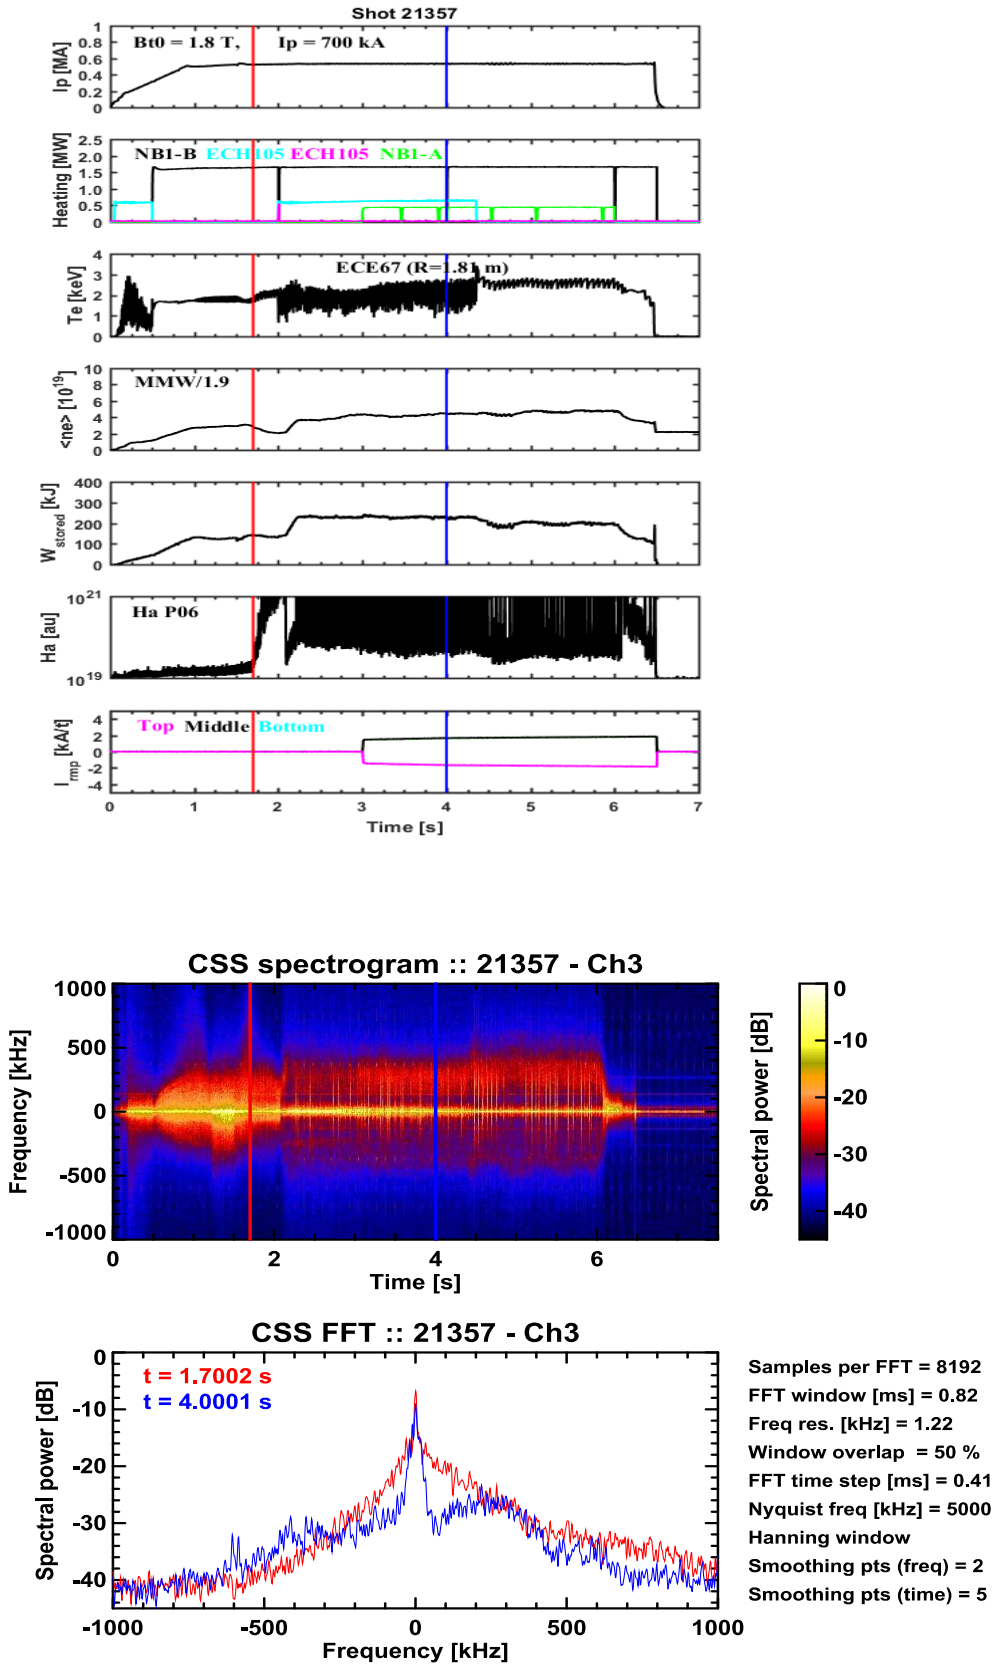 Shot 21357
Bt0 = 1.8 T, Ip = 700 kA
Ip [MA]
1
0.8
0.6
0.4
0.2
0
NB1-B ECH105 ECH105 NB1-A
Heating [MW]
2.5
2.0
1.5
1.0
0.5
0
ECE67 (R=1.81 m)
Te [keV]
4
3
2
1
0
MMW/1.9
<ne> [10^19]
10
8
6
4
2
0
W_stored [kJ]
400
300
200
100
0
Ha P06
Ha [au]
10^21
10^19
Top Middle Bottom
I_rmp [kA/t]
4
2
0
-2
-4
0 1 2 3 4 5 6 7
Time [s]
CSS spectrogram :: 21357 - Ch3
Frequency [kHz]
1000
500
0
-500
-1000
0 2 4 6
Time [s]
Spectral power [dB]
0
-10
-20
-30
-40
CSS FFT :: 21357 - Ch3
t = 1.7002 s
t = 4.0001 s
Spectral power [dB]
0
-10
-20
-30
-40
-1000 -500 0 500 1000
Frequency [kHz]
Samples per FFT = 8192
FFT window [ms] = 0.82
Freq res. [kHz] = 1.22
Window overlap = 50 %
FFT time step [ms] = 0.41
Nyquist freq [kHz] = 5000
Hanning window
Smoothing pts (freq) = 2
Smoothing pts (time) = 5